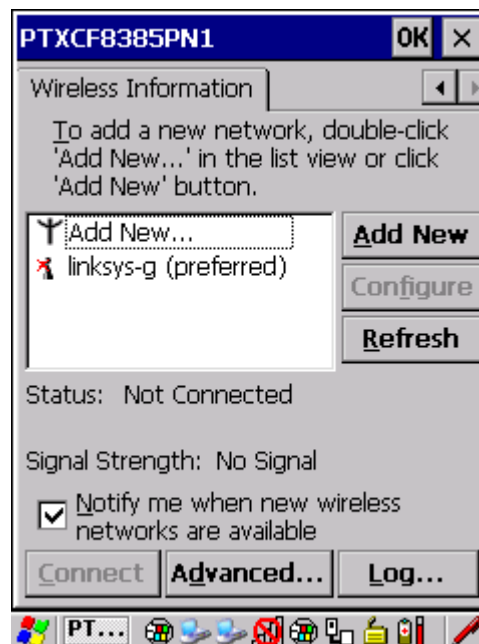 PTXCF8385PN1 OK ×
Wireless Information
To add a new network, double-click
'Add New...' in the list view or click
'Add New' button.
Add New...
linksys-g (preferred)
Add New
Configure
Refresh
Status: Not Connected
Signal Strength: No Signal
Notify me when new wireless
networks are available
Connect Advanced... Log...
PT...